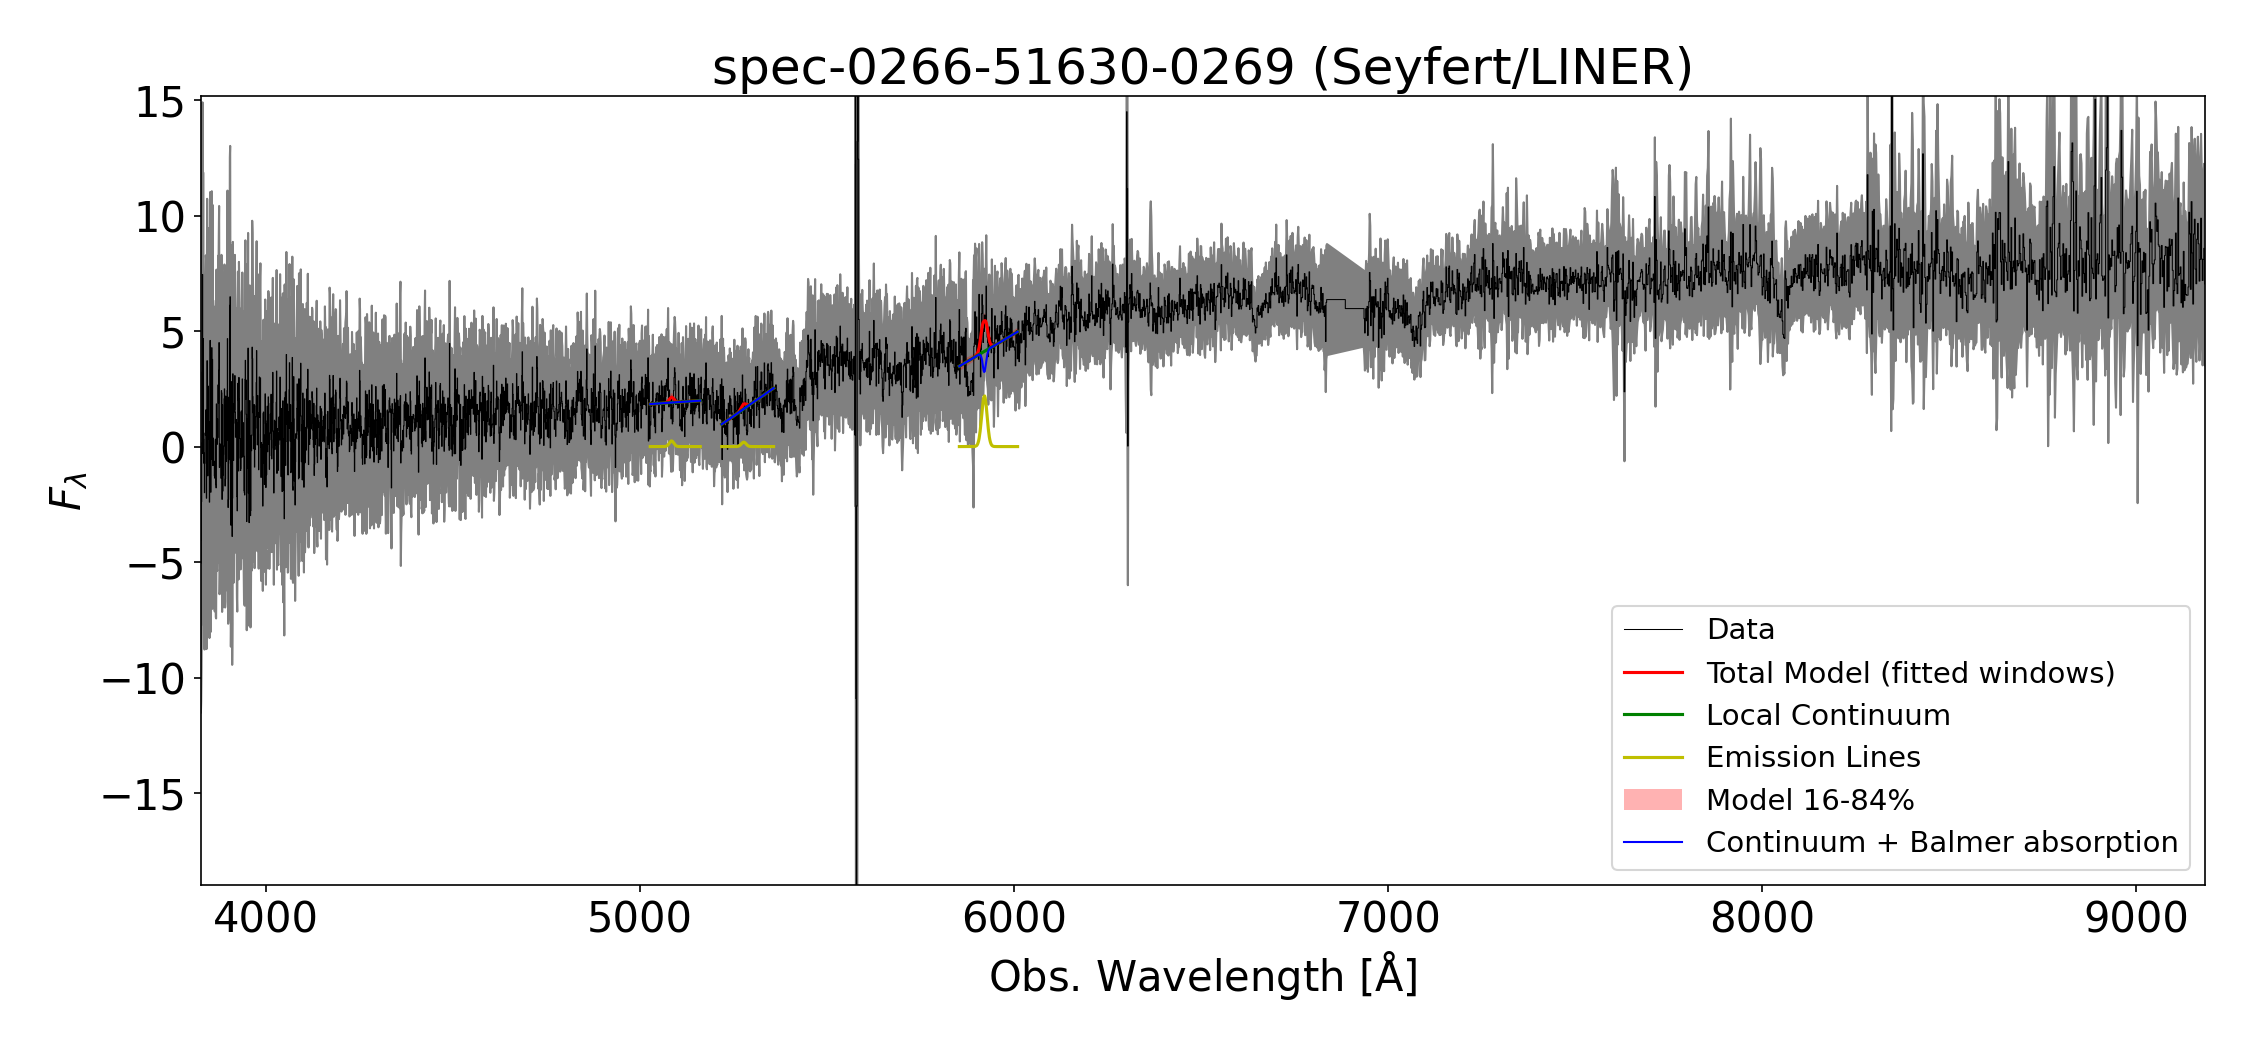 spec-0266-51630-0269 (Seyfert/LINER)
15
10
5
0
−5
−10
−15
F_λ
4000 5000 6000 7000 8000 9000
Obs. Wavelength [Å]
Data
Total Model (fitted windows)
Local Continuum
Emission Lines
Model 16-84%
Continuum + Balmer absorption